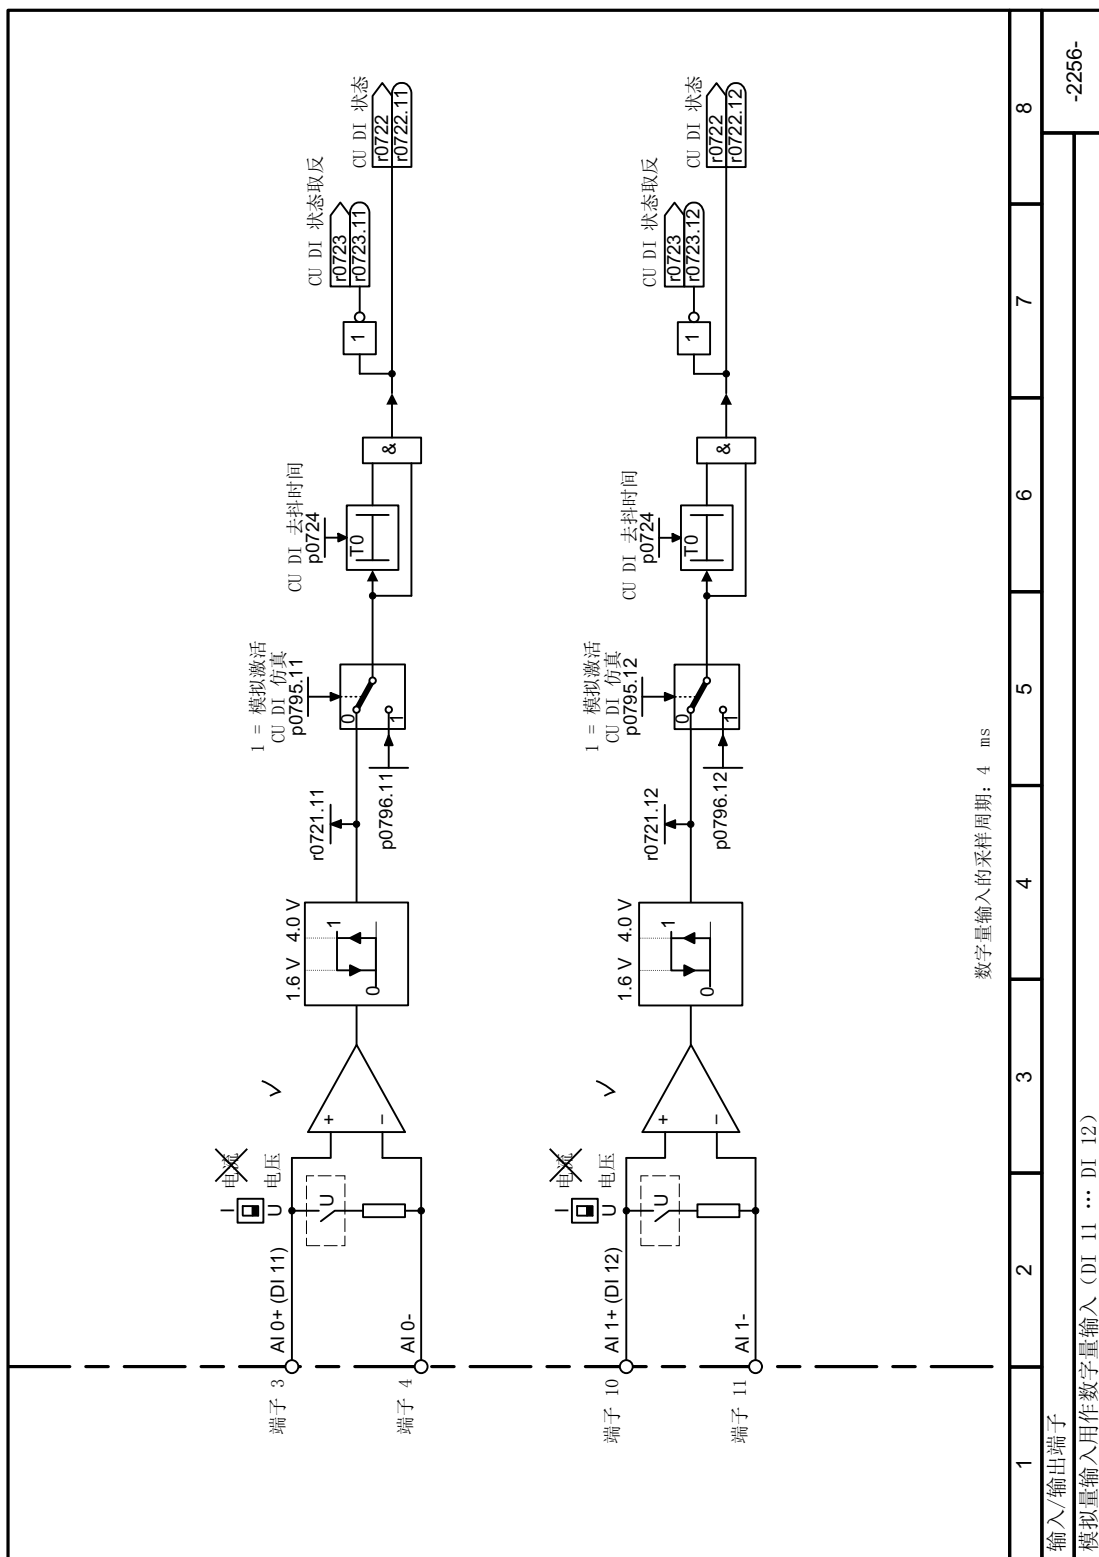 I
电流
U
电压
端子 3
AI 0+ (DI 11)
端子 4
AI 0-
+
−
U
1.6 V 4.0 V
0
1
r0721.11
1 = 模拟激活
CU DI 仿真
p0795.11
0
1
p0796.11
CU DI 去抖时间
p0724
T0
&
1
CU DI 状态取反
r0723
r0723.11
CU DI 状态
r0722
r0722.11
I
电流
U
电压
端子 10
AI 1+ (DI 12)
端子 11
AI 1-
+
−
U
1.6 V 4.0 V
0
1
r0721.12
1 = 模拟激活
CU DI 仿真
p0795.12
0
1
p0796.12
CU DI 去抖时间
p0724
T0
&
1
CU DI 状态取反
r0723
r0723.12
CU DI 状态
r0722
r0722.12
数字量输入的采样周期: 4 ms
1 2 3 4 5 6 7 8
输入/输出端子
模拟量输入用作数字量输入 (DI 11 ... DI 12)
-2256-